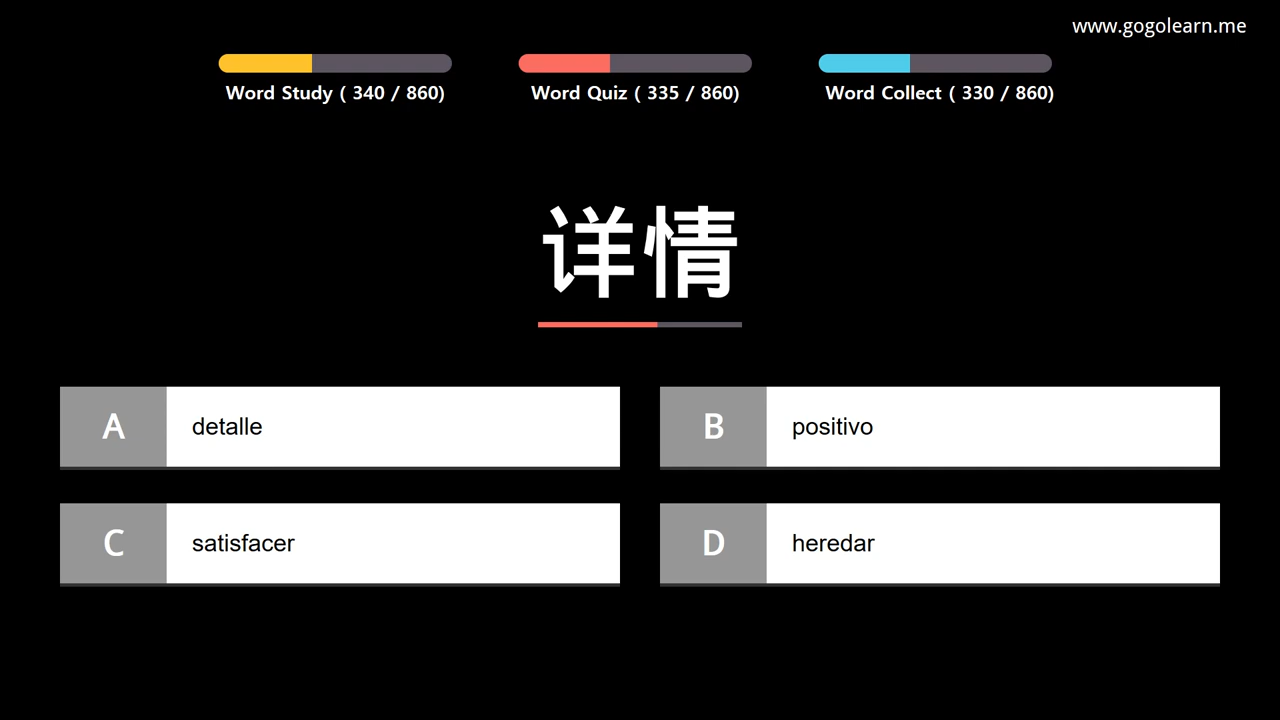 www.gogolearn.me
Word Study ( 340 / 860)
Word Quiz ( 335 / 860)
Word Collect ( 330 / 860)
详情
A
detalle
B
positivo
C
satisfacer
D
heredar